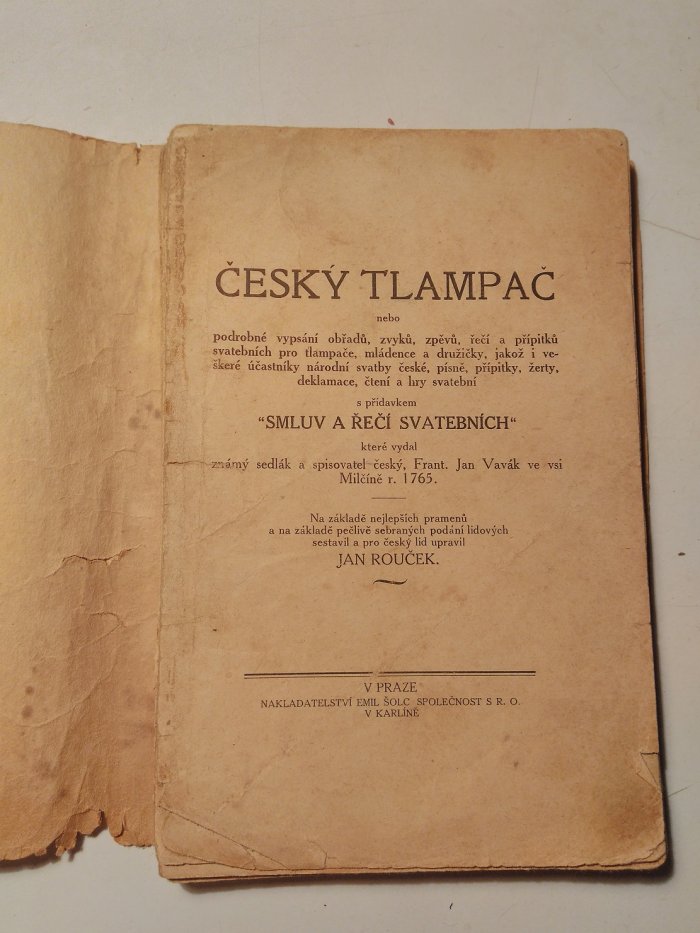 ČESKÝ TLAMPAČ
nebo
podrobné vypsání obřadů, zvyků, zpěvů, řečí a přípitků
svatebních pro tlampače, mládence a družičky, jakož i ve-
škeré účastníky národní svatby české, písně, přípitky, žerty,
deklamace, čtení a hry svatební
s přídavkem
"SMLUV A ŘEČÍ SVATEBNÍCH"
které vydal
známý sedlák a spisovatel český, Frant. Jan Vavák ve vsi
Milčíně r. 1765.
Na základě nejlepších pramenů
a na základě pečlivě sebraných podání lidových
sestavil a pro český lid upravil
JAN ROUČEK.
V PRAZE
NAKLADATELSTVÍ EMIL ŠOLC SPOLEČNOST S R. O.
V KARLÍNĚ